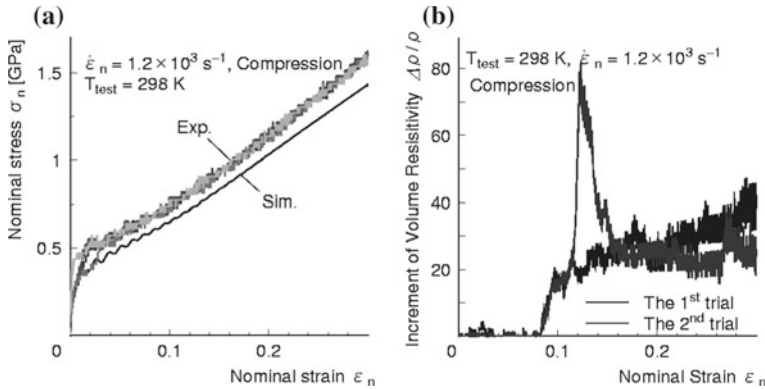 (a)
Nominal stress σn [GPa]
1.5
1
0.5
0
0.1
0.2
Nominal strain εn
ε̇n = 1.2 × 10³ s⁻¹, Compression
Ttest = 298 K
Exp.
Sim.
(b)
Increment of Volume Resisitivity Δρ/ρ
80
60
40
20
0
0
0.1
0.2
Nominal Strain εn
Ttest = 298 K, ε̇n = 1.2 × 10³ s⁻¹
Compression
The 1st trial
The 2nd trial